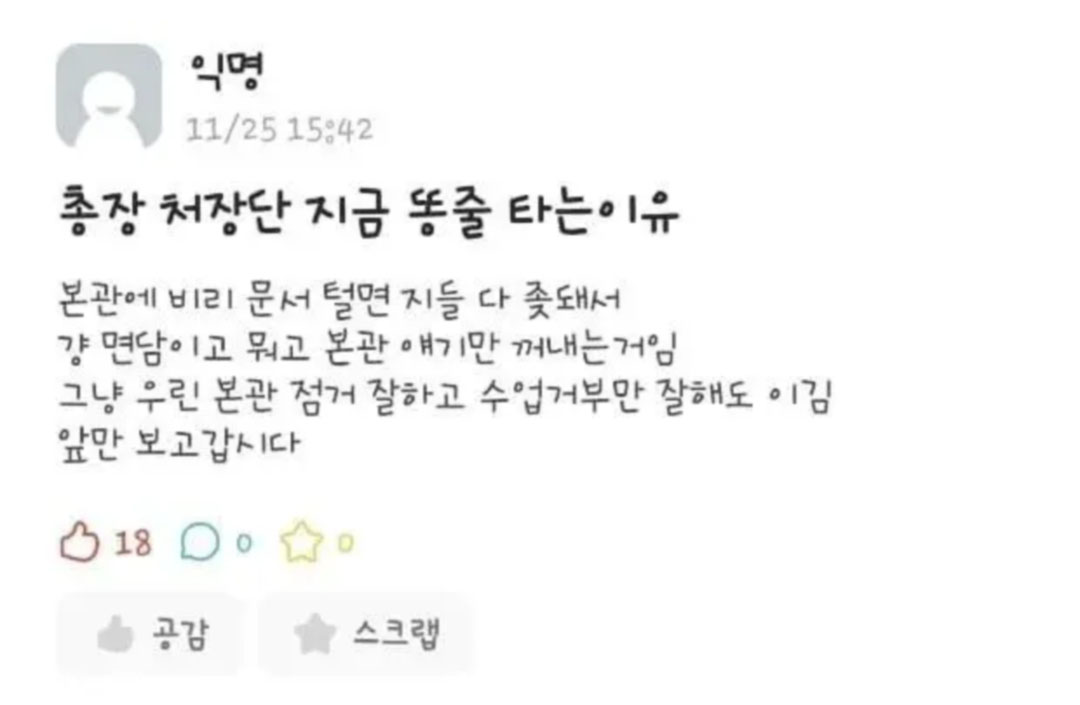 익명
11/25 15:42
총장 처장단 지금 똥줄 타는이유
본관에 비리 문서 털면 지들 다 좆돼서
걍 면담이고 뭐고 본관 얘기만 꺼내는거임
그냥 우린 본관 점거 잘하고 수업거부만 잘해도 이김
앞만 보고갑시다
18 0 0
공감 스크랩